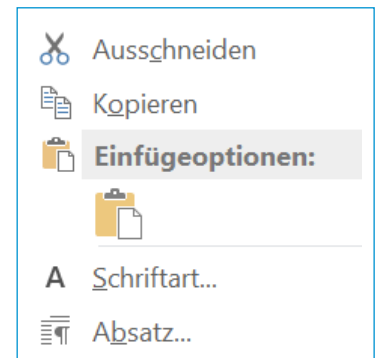 Ausschneiden
Kopieren
Einfügeoptionen:
A Schriftart...
Absatz...